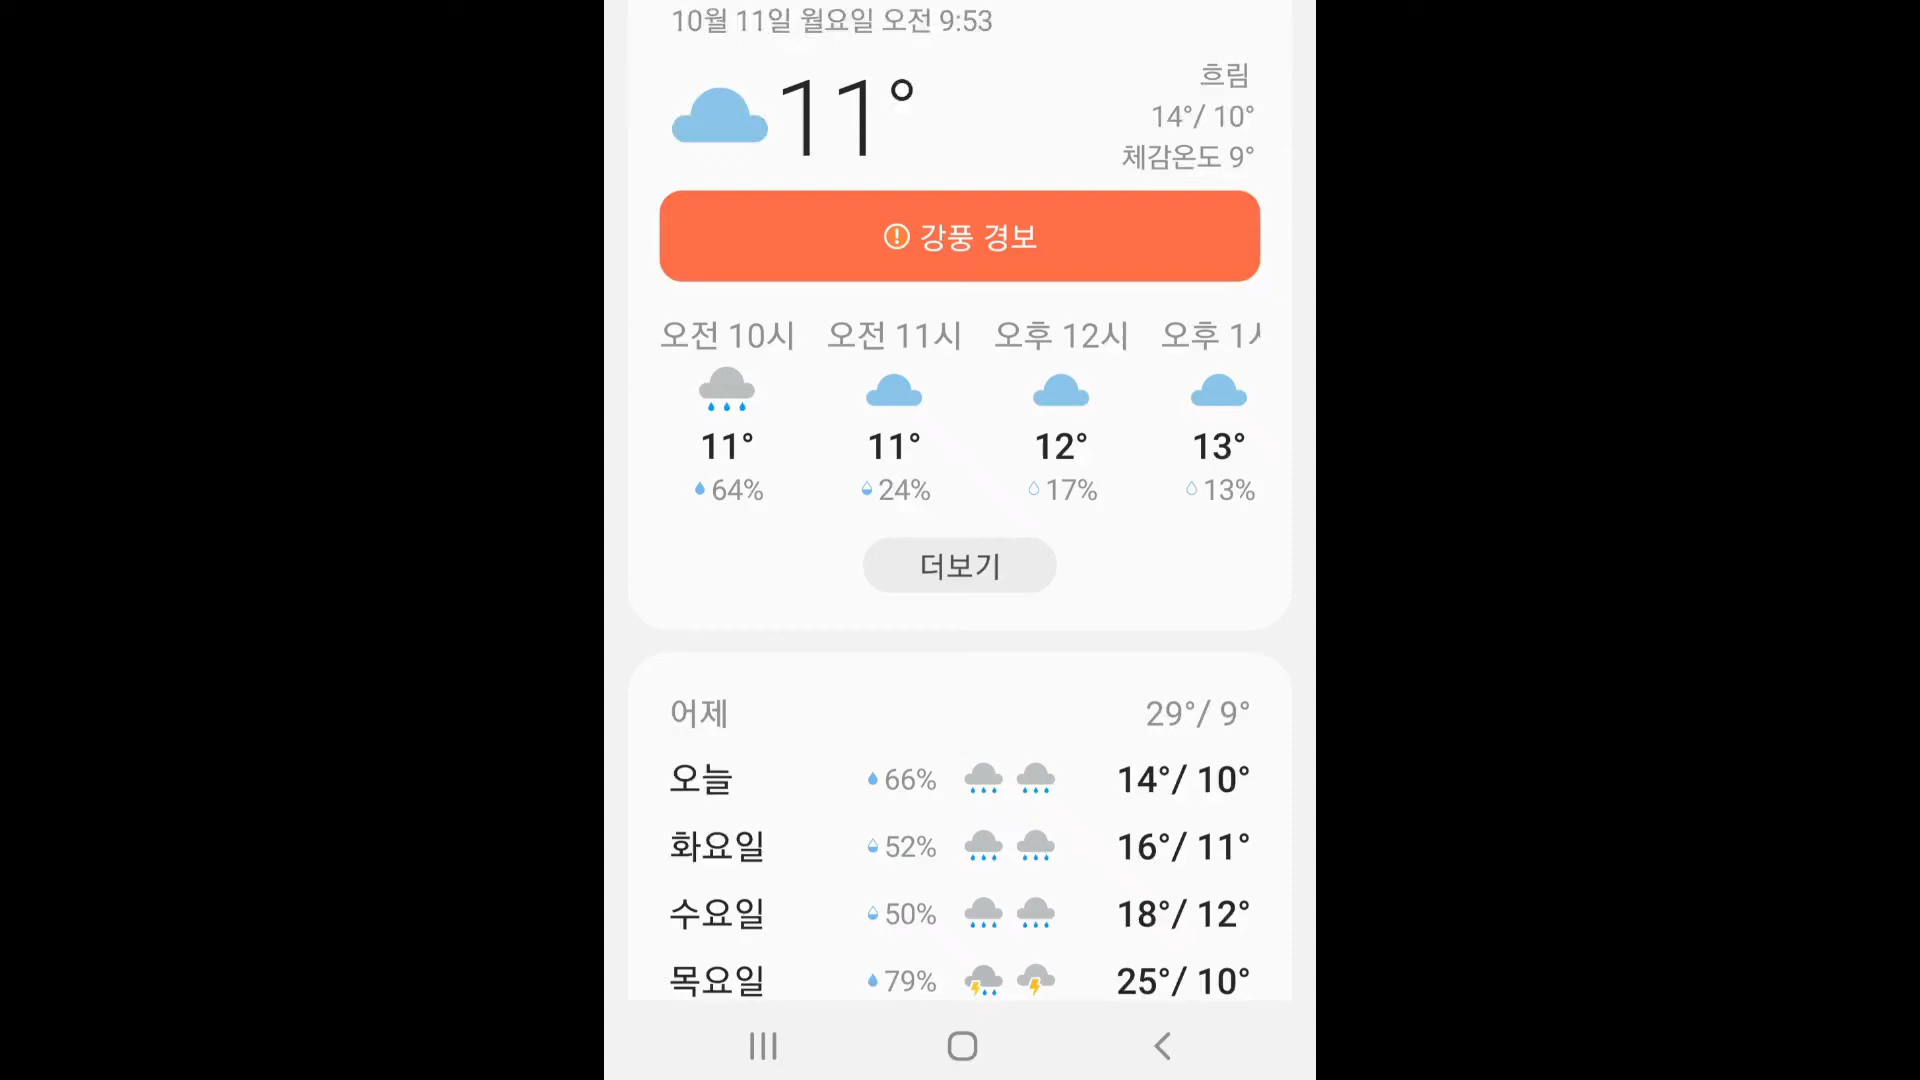 10월 11일 월요일 오전 9:53
11°
흐림
14°/ 10°
체감온도 9°
강풍 경보
오전 10시 오전 11시 오후 12시 오후 1
11° 11° 12° 13°
64% 24% 17% 13%
더보기
어제 29°/ 9°
오늘 66% 14°/ 10°
화요일 52% 16°/ 11°
수요일 50% 18°/ 12°
목요일 79% 25°/ 10°